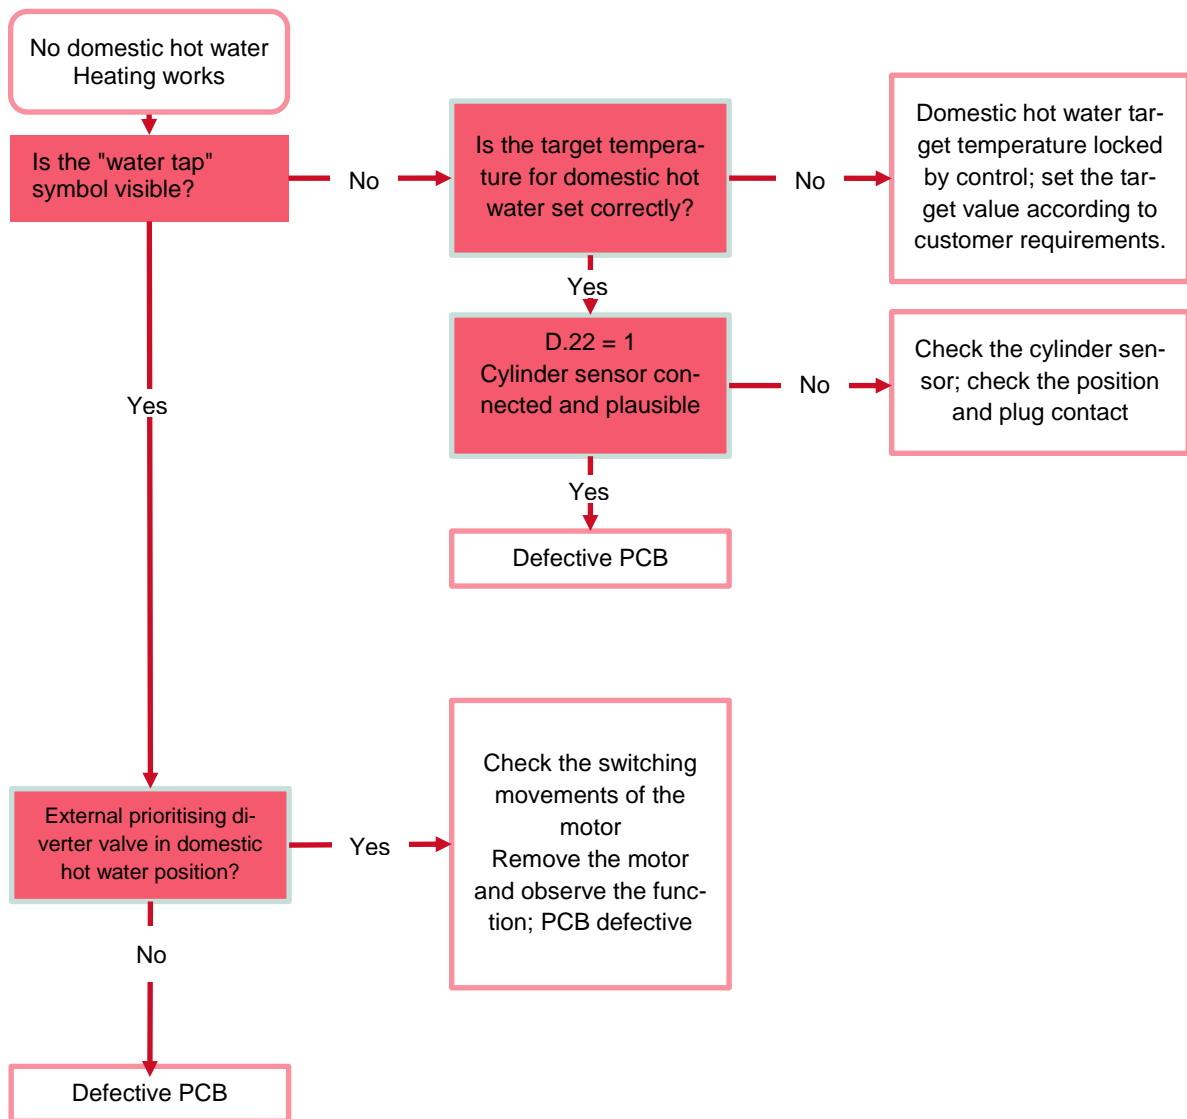 No domestic hot water
Heating works
Is the "water tap"
symbol visible?
No
Is the target tempera-
ture for domestic hot
water set correctly?
No
Domestic hot water tar-
get temperature locked
by control; set the tar-
get value according to
customer requirements.
Yes
D.22 = 1
Cylinder sensor con-
nected and plausible
No
Check the cylinder sen-
sor; check the position
and plug contact
Yes
Yes
Defective PCB
External prioritising di-
verter valve in domestic
hot water position?
Yes
Check the switching
movements of the
motor
Remove the motor
and observe the func-
tion; PCB defective
No
Defective PCB